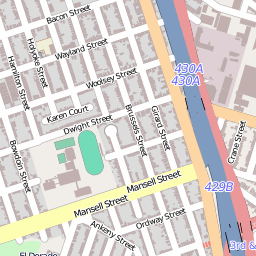 Bacon Street
Wayland Street
Holyoke Street
Hamilton Street
Woolsey Street
430A
430A
Karen Court
Dwight Street
Brussels Street
Girard Street
Crane Street
Bowdoin Street
Mansell Street
Mansell Street
429B
Ordway Street
Ankeny Street
3rd &
El Dorado